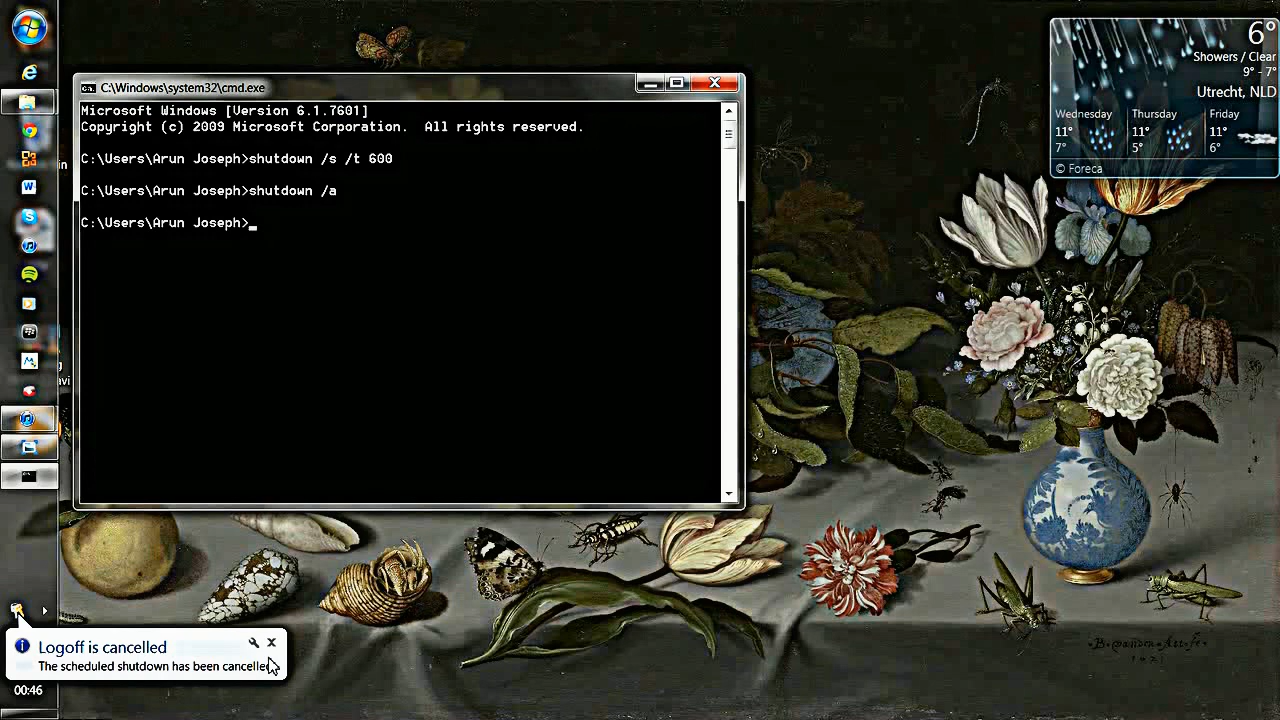 C:\Windows\system32\cmd.exe
Microsoft Windows [Version 6.1.7601]
Copyright (c) 2009 Microsoft Corporation.  All rights reserved.
C:\Users\Arun Joseph>shutdown /s /t 600
C:\Users\Arun Joseph>shutdown /a
C:\Users\Arun Joseph>
6°
Showers / Clear
9° - 7°
Utrecht, NLD
Wednesday Thursday Friday
11° 11° 11°
7° 5° 6°
© Foreca
in
avi
Logoff is cancelled
The scheduled shutdown has been cancelled
00:46